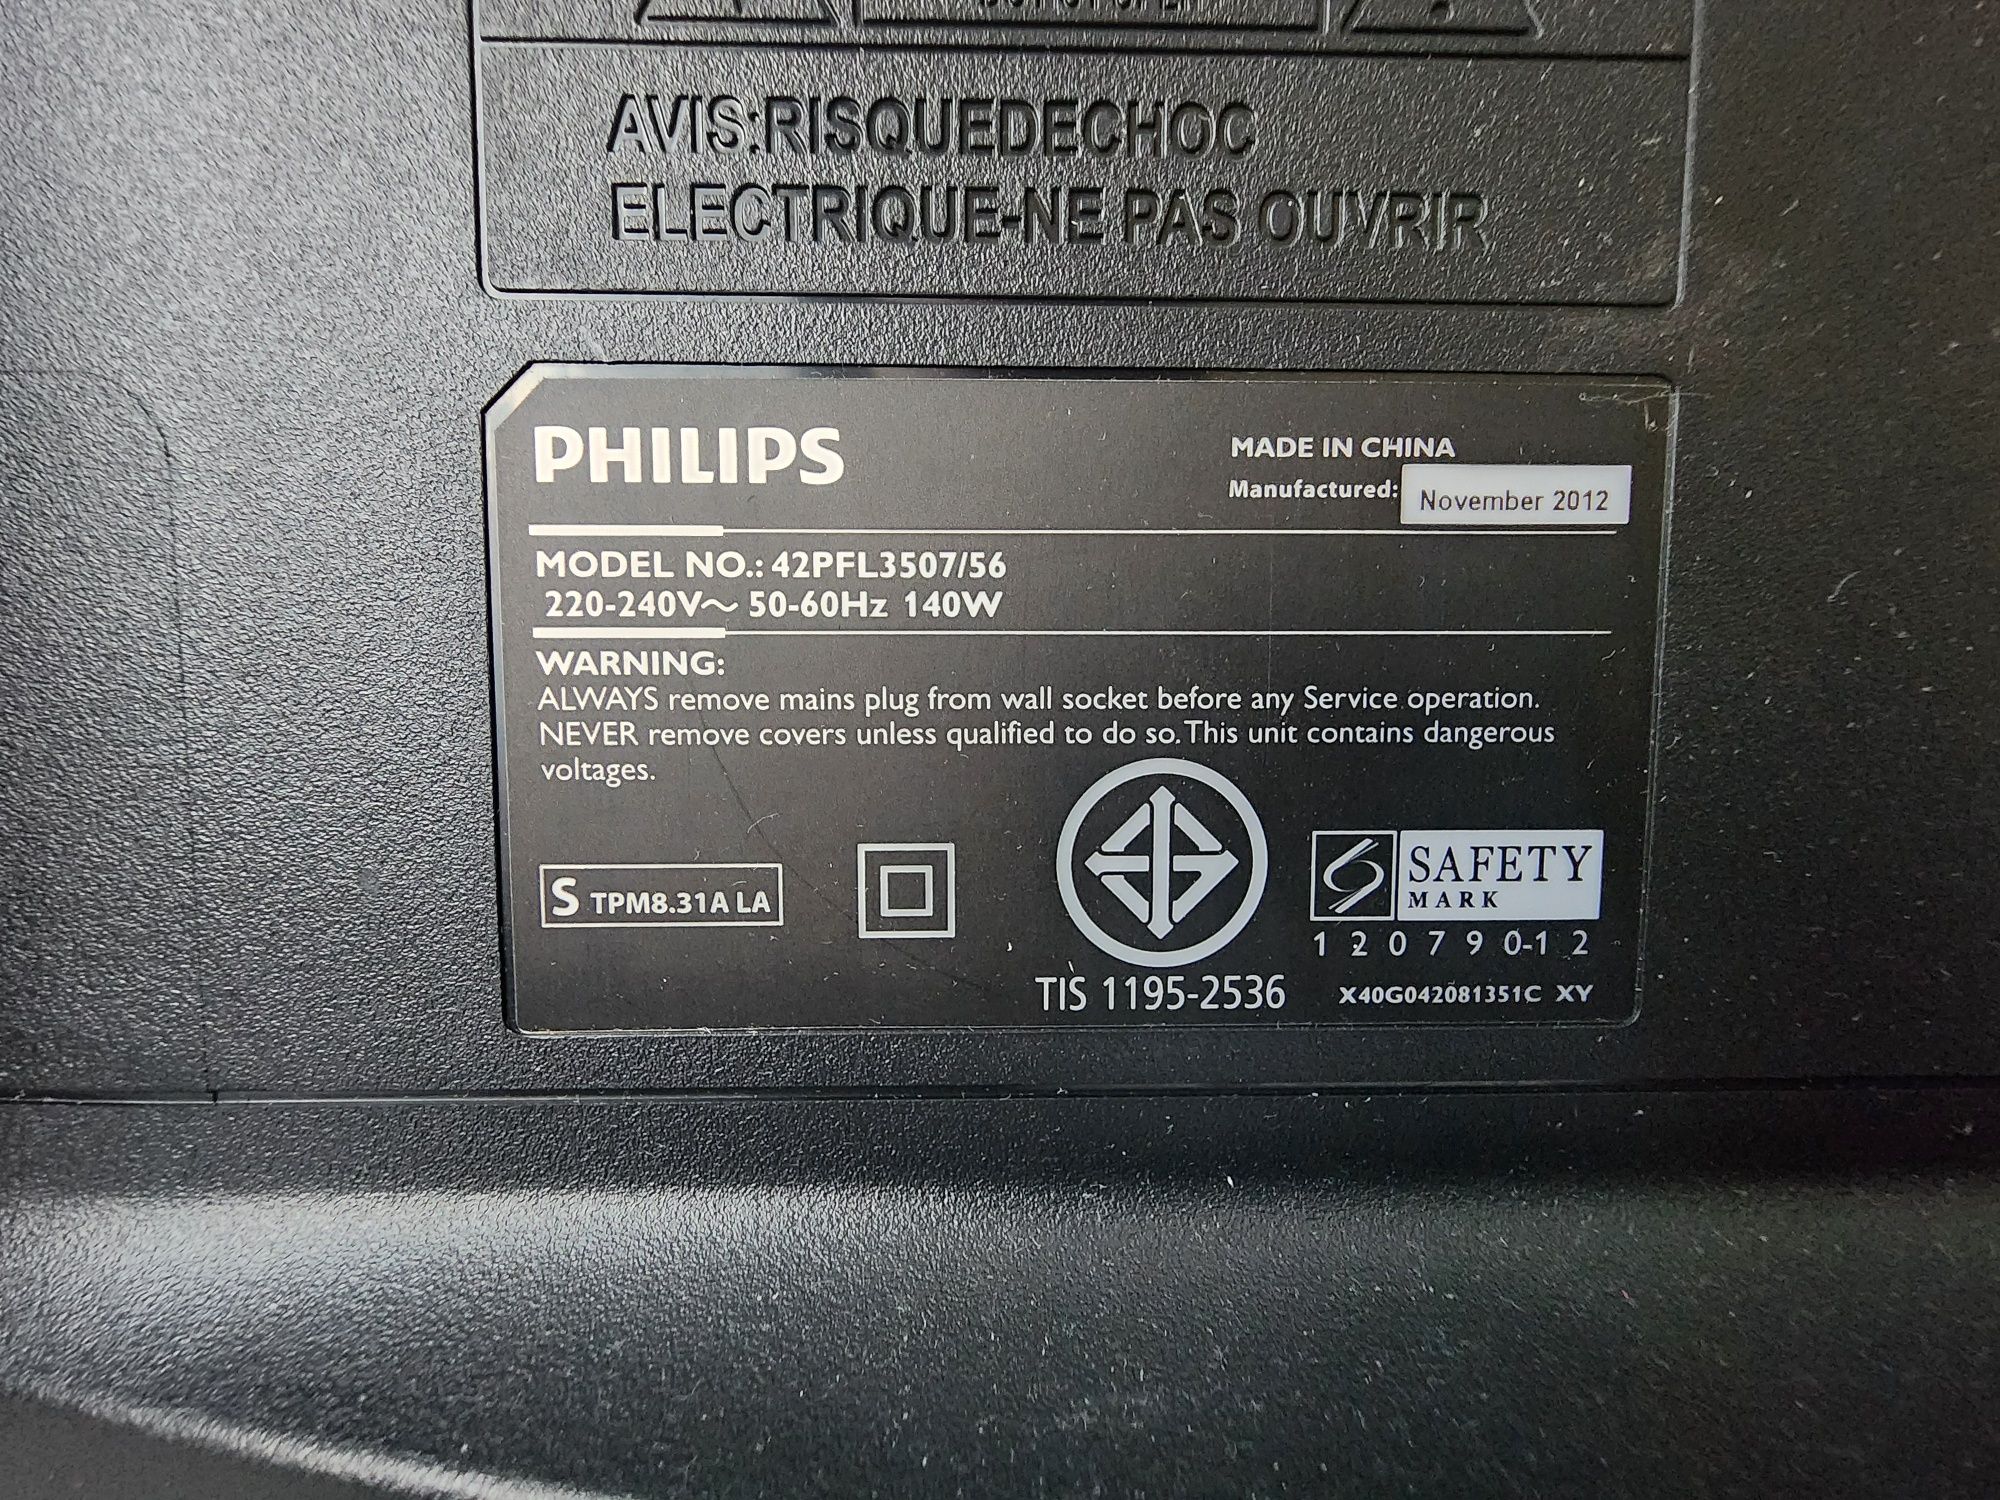 AVIS:RISQUEDECHOC
ELECTRIQUE-NE PAS OUVRIR
PHILIPS
MADE IN CHINA
Manufactured: November 2012
MODEL NO.: 42PFL3507/56
220-240V~ 50-60Hz 140W
WARNING:
ALWAYS remove mains plug from wall socket before any Service operation.
NEVER remove covers unless qualified to do so. This unit contains dangerous
voltages.
S TPM8.31A LA
SAFETY
MARK
120790-12
TIS 1195-2536
X40G042081351C XY